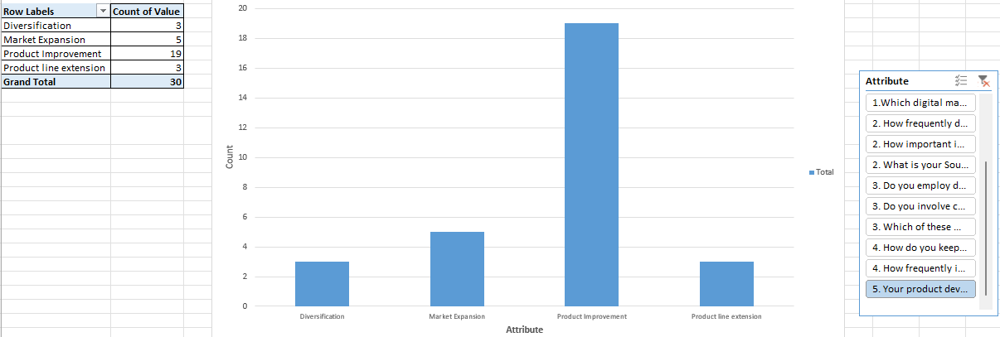 Row Labels Count of Value
Diversification 3
Market Expansion 5
Product Improvement 19
Product line extension 3
Grand Total 30
20
18
16
14
12
10
8
6
4
2
0
Count
Diversification Market Expansion Product Improvement Product line extension
Attribute
Total
Attribute
1.Which digital ma...
2. How frequently d...
2. How important i...
2. What is your Sou...
3. Do you employ d...
3. Do you involve c...
3. Which of these ...
4. How do you keep...
4. How frequently i...
5. Your product dev...